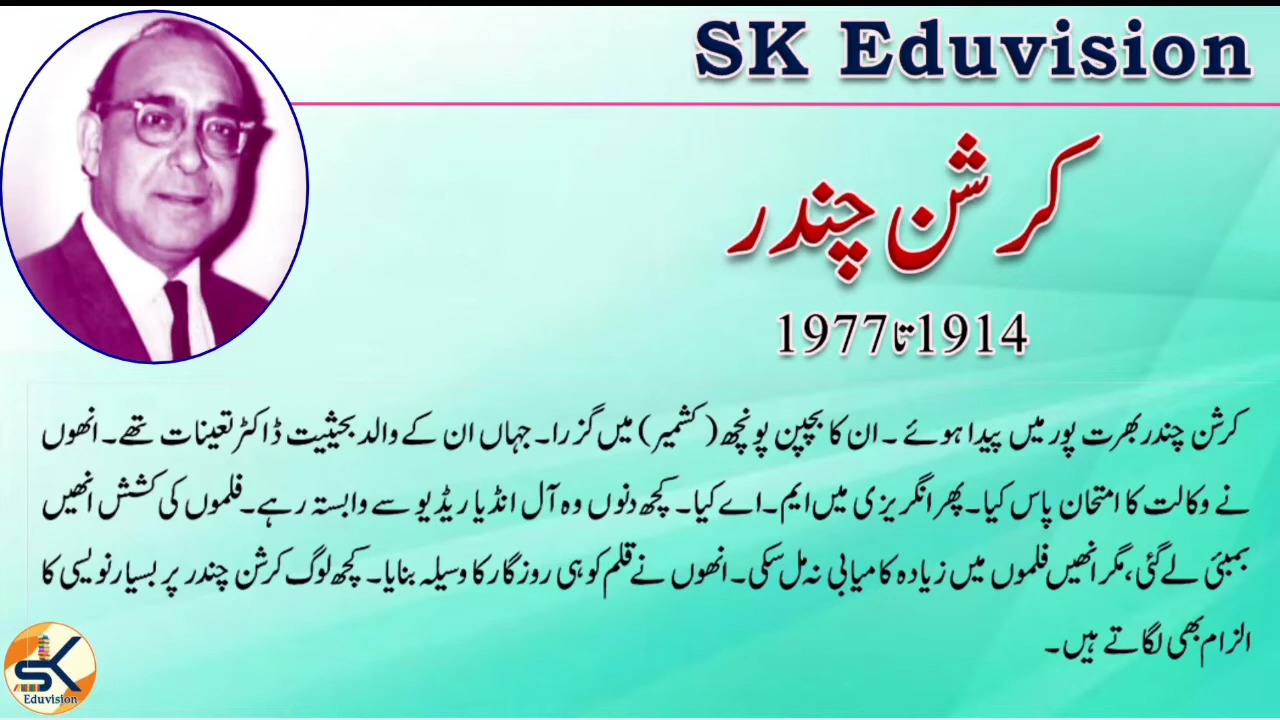 SK Eduvision
کرشن چندر
1914 تا 1977
کرشن چندر بھرت پور میں پیدا ہوئے ۔ ان کا بچپن پونچھ (کشمیر) میں گزرا۔ جہاں ان کے والد بحیثیت ڈاکٹر تعینات تھے۔ انھوں
نے وکالت کا امتحان پاس کیا۔ پھر انگریزی میں ایم۔اے کیا۔ کچھ دنوں وہ آل انڈیا ریڈیو سے وابستہ رہے۔ فلموں کی کشش انھیں
بمبئی لے گئی، مگر انھیں فلموں میں زیادہ کامیابی نہ مل سکی۔ انھوں نے قلم کو ہی روزگار کا وسیلہ بنایا۔ کچھ لوگ کرشن چندر پر بسیار نویسی کا
الزام بھی لگاتے ہیں۔
SK
Eduvision